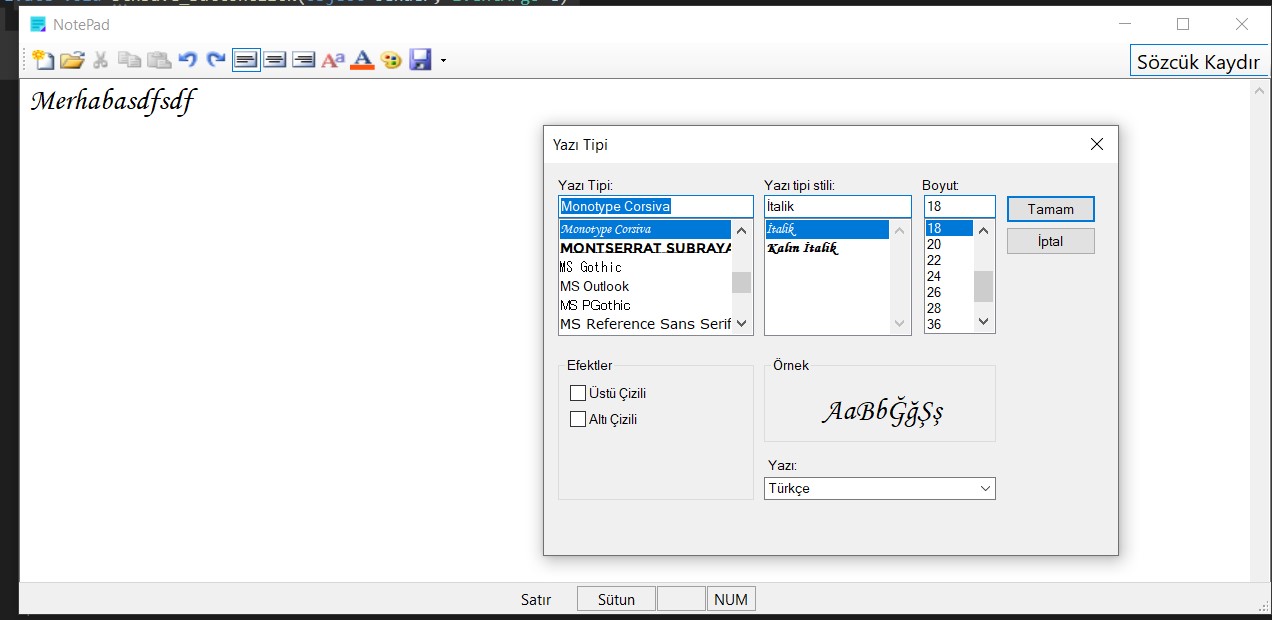 NotePad
Sözcük Kaydır
Merhabasdfsdf
Yazı Tipi
Yazı Tipi:
Yazı tipi stili:
Boyut:
Monotype Corsiva
İtalik
18
Tamam
Monotype Corsiva
MONTSERRAT SUBRAYA
MS Gothic
MS Outlook
MS PGothic
MS Reference Sans Serif
İtalik
Kalın İtalik
18
20
22
24
26
28
36
İptal
Efektler
Üstü Çizili
Altı Çizili
Örnek
AaBbĞğŞş
Yazı:
Türkçe
Satır
Sütun
NUM